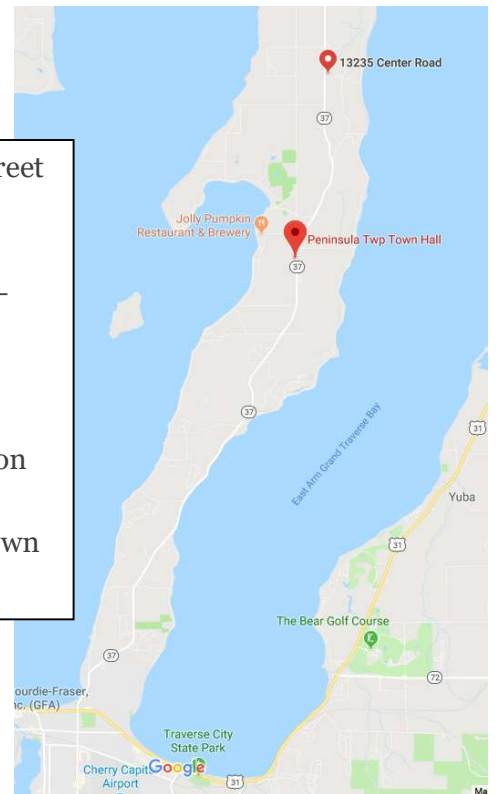 13235 Center Road
37
reet
Jolly Pumpkin
Restaurant & Brewery
Peninsula Twp Town Hall
37
–
37
on
East Arm Grand Traverse Bay
31
Yuba
own
31
The Bear Golf Course
37
72
ourdie-Fraser,
nc. (GFA)
Traverse City
State Park
Cherry Capit
Airport
Google
31
Ma